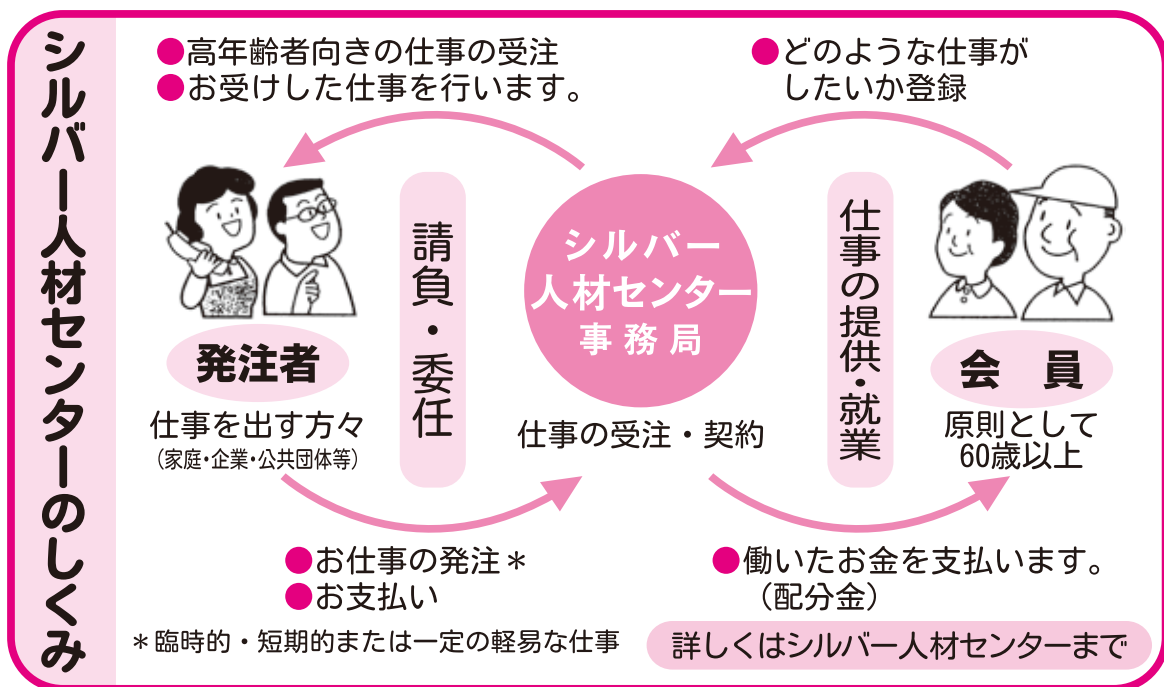 シルバー人材センターのしくみ
●高年齢者向きの仕事の受注
●お受けした仕事を行います。
●どのような仕事が
したいか登録
請負・委任
シルバー
人材センター
事務局
仕事の受注・契約
仕事の提供・就業
発注者
仕事を出す方々
（家庭・企業・公共団体等）
会　員
原則として
60歳以上
●お仕事の発注＊
●お支払い
●働いたお金を支払います。
（配分金）
＊臨時的・短期的または一定の軽易な仕事
詳しくはシルバー人材センターまで